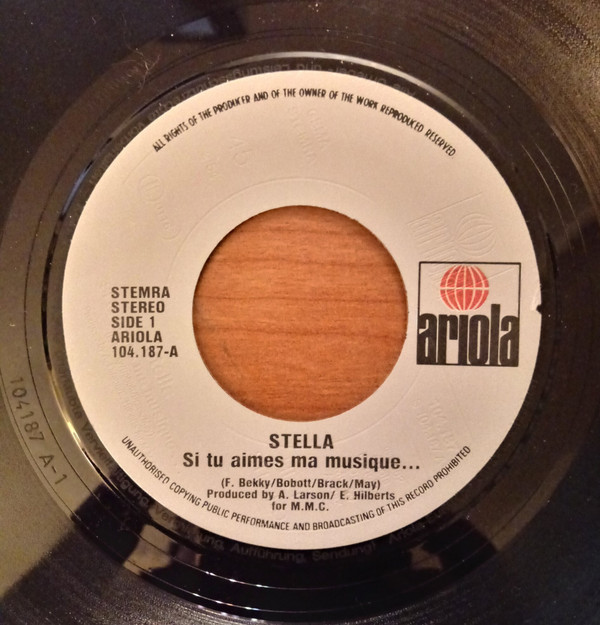 ALL RIGHTS OF THE PRODUCER AND OF THE OWNER OF THE WORK REPRODUCED RESERVED
STEMRA
STEREO
SIDE 1
ARIOLA
104.187-A
ariola
STELLA
Si tu aimes ma musique...
(F. Bekky/Bobott/Brack/May)
Produced by A. Larson/ E. Hilberts
for M.M.C.
UNAUTHORISED COPYING PUBLIC PERFORMANCE AND BROADCASTING OF THIS RECORD PROHIBITED
104187 A-1
Aufführung, Sendung!